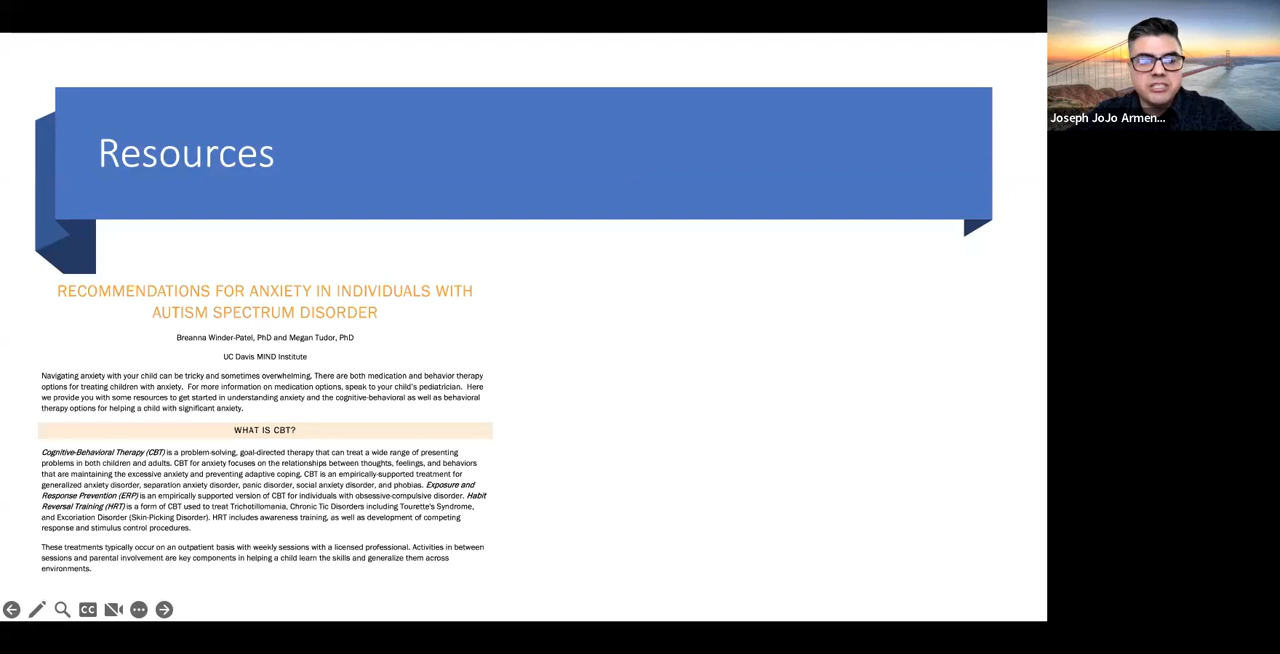 Resources
RECOMMENDATIONS FOR ANXIETY IN INDIVIDUALS WITH
AUTISM SPECTRUM DISORDER
Breanna Winder-Patel, PhD and Megan Tudor, PhD
UC Davis MIND Institute
Navigating anxiety with your child can be tricky and sometimes overwhelming. There are both medication and behavior therapy
options for treating children with anxiety. For more information on medication options, speak to your child's pediatrician. Here
we provide you with some resources to get started in understanding anxiety and the cognitive-behavioral as well as behavioral
therapy options for helping a child with significant anxiety.
WHAT IS CBT?
Cognitive-Behavioral Therapy (CBT) is a problem-solving, goal-directed therapy that can treat a wide range of presenting
problems in both children and adults. CBT for anxiety focuses on the relationships between thoughts, feelings, and behaviors
that are maintaining the excessive anxiety and preventing adaptive coping. CBT is an empirically-supported treatment for
generalized anxiety disorder, separation anxiety disorder, panic disorder, social anxiety disorder, and phobias. Exposure and
Response Prevention (ERP) is an empirically supported version of CBT for individuals with obsessive-compulsive disorder. Habit
Reversal Training (HRT) is a form of CBT used to treat Trichotillomania, Chronic Tic Disorders including Tourette's Syndrome,
and Excoriation Disorder (Skin-Picking Disorder). HRT includes awareness training, as well as development of competing
response and stimulus control procedures.
These treatments typically occur on an outpatient basis with weekly sessions with a licensed professional. Activities in between
sessions and parental involvement are key components in helping a child learn the skills and generalize them across
environments.
CC
Joseph JoJo Armen...